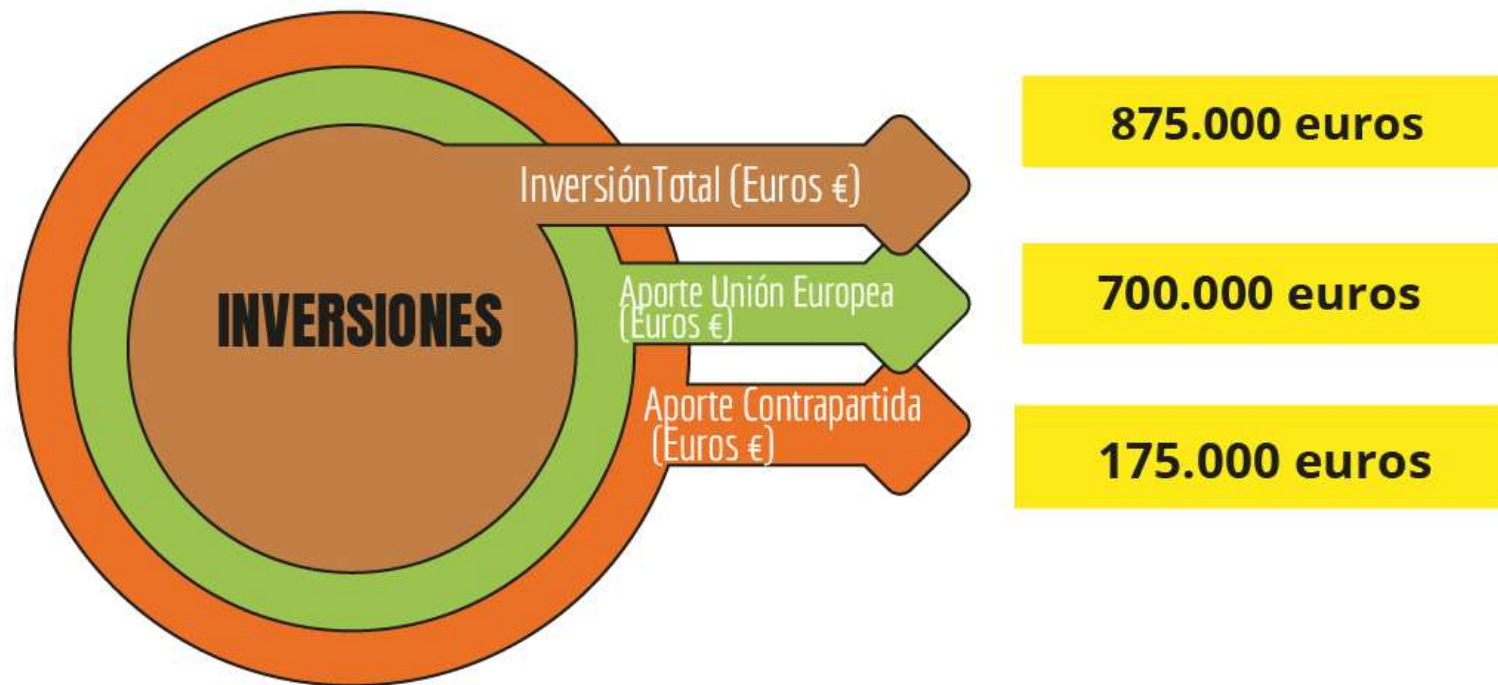 INVERSIONES
InversiónTotal (Euros €)
875.000 euros
Aporte Unión Europea
(Euros €)
700.000 euros
Aporte Contrapartida
(Euros €)
175.000 euros